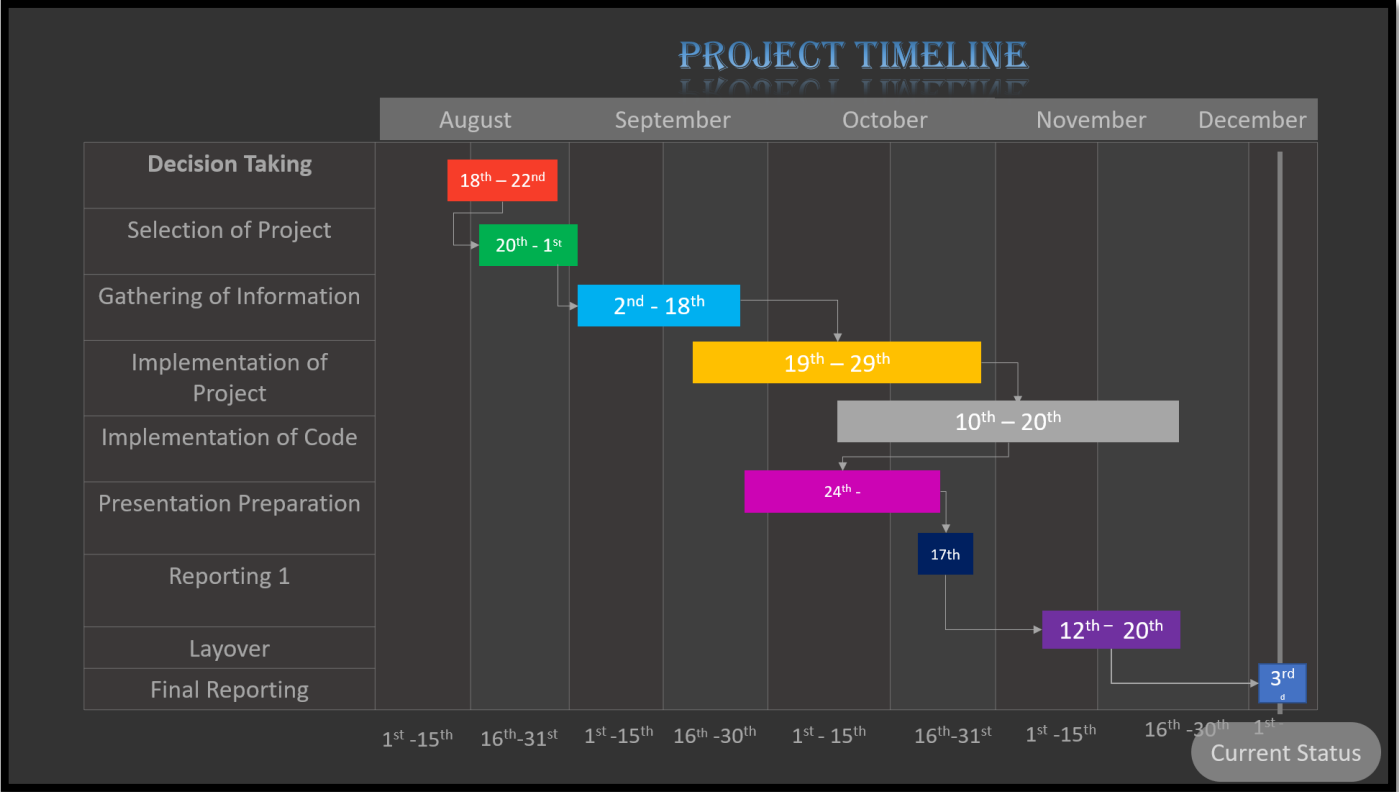 PROJECT TIMELINE
August September October November December
Decision Taking
18th – 22nd
Selection of Project
20th - 1st
Gathering of Information
2nd - 18th
Implementation of
Project
19th – 29th
Implementation of Code
10th – 20th
Presentation Preparation
24th -
Reporting 1
17th
Layover
12th – 20th
Final Reporting
3rd
d
1st -15th 16th-31st 1st -15th 16th -30th 1st - 15th 16th-31st 1st -15th 16th -30th 1st -
Current Status